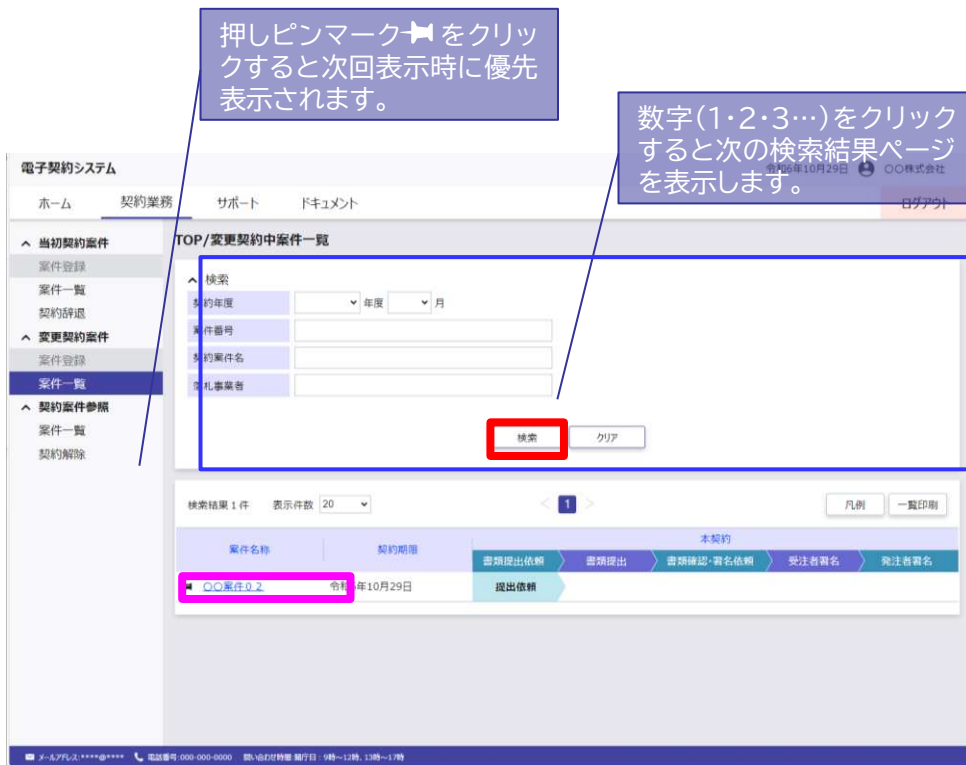 押しピンマーク をクリッ
クすると次回表示時に優先
表示されます。
数字(1・2・3…)をクリック
すると次の検索結果ページ
を表示します。
電子契約システム
令和6年10月29日 〇〇株式会社
ホーム 契約業務 サポート ドキュメント ログアウト
当初契約案件
案件登録
案件一覧
契約辞退
変更契約案件
案件登録
案件一覧
契約案件参照
案件一覧
契約解除
TOP/変更契約中案件一覧
検索
契約年度 年度 月
案件番号
契約案件名
落札事業者
検索 クリア
検索結果 1 件 表示件数 20 < 1 > 凡例 一覧印刷
案件名称 契約期限 本契約
書類提出依頼 書類提出 書類確認・署名依頼 受注者署名 発注者署名
〇〇案件0_2 令和6年10月29日 提出依頼
メールアドレス:****@**** 電話番号:000-000-0000 問い合わせ時間 開庁日:9時~12時、13時~17時